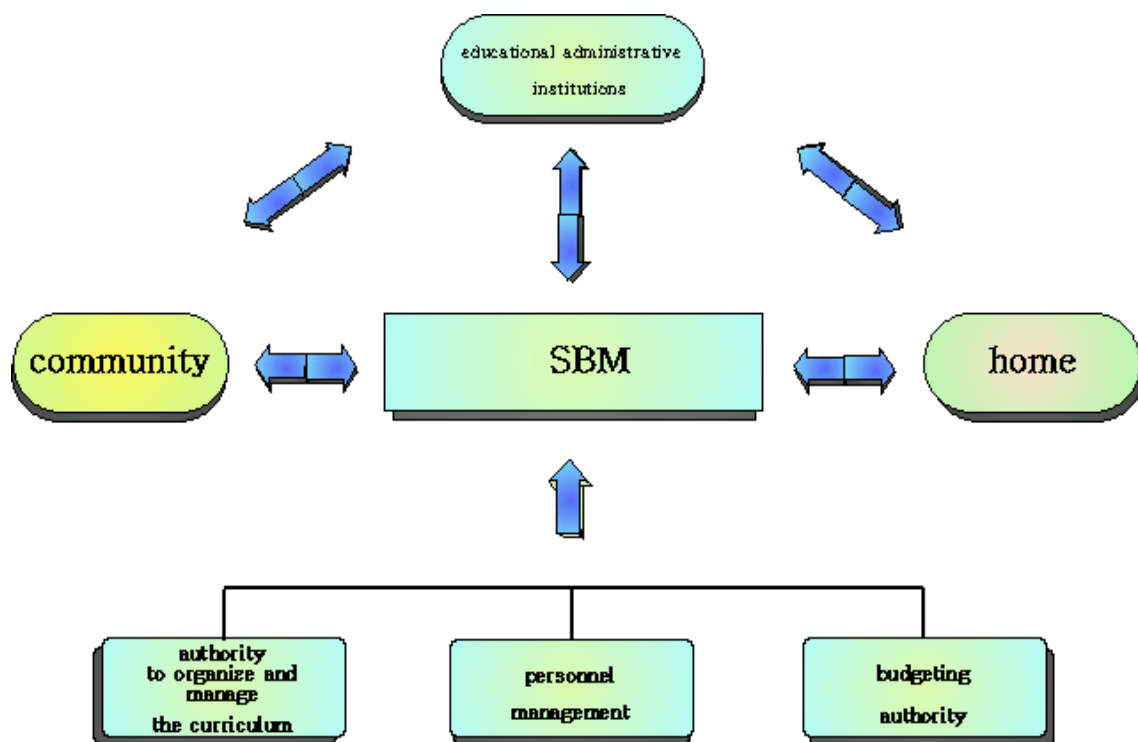 educational administrative
institutions
community
SBM
home
authority
to organize and
manage
the curriculum
personnel
management
budgeting
authority